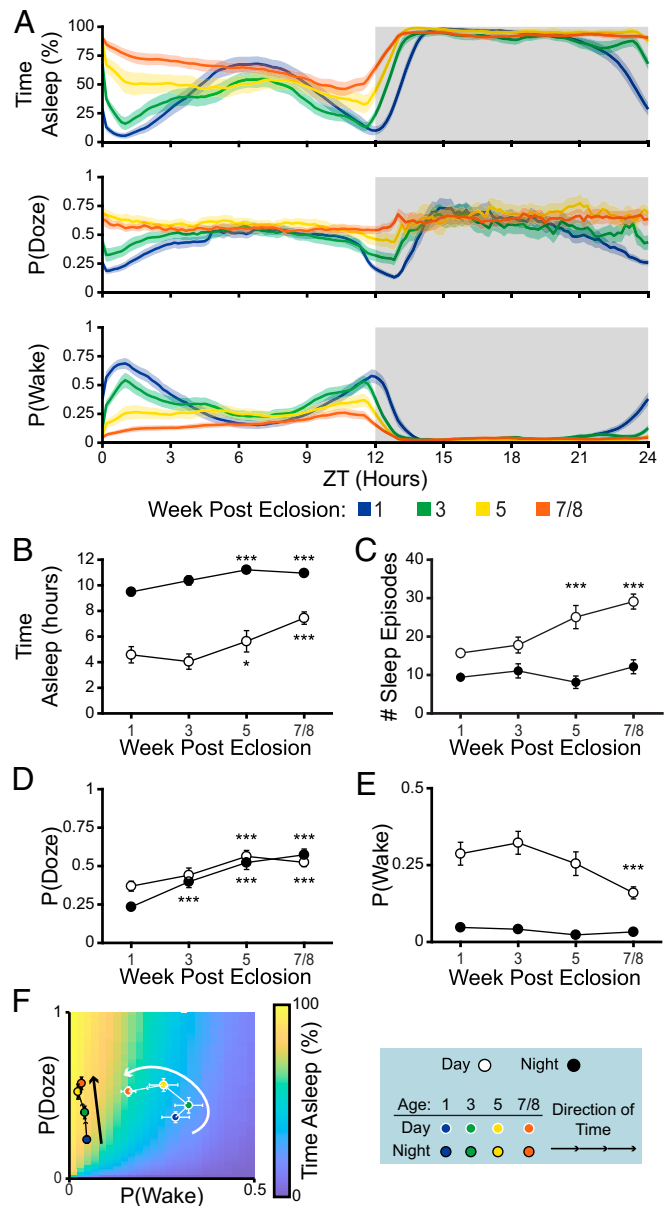 A
Time
Asleep (%)
100
75
50
25
0
P(Doze)
1
0.75
0.5
0.25
0
P(Wake)
1
0.75
0.5
0.25
0
0 3 6 9 12 15 18 21 24
ZT (Hours)
Week Post Eclosion: 1 3 5 7/8
B
Time
Asleep (hours)
12
10
8
6
4
2
0
*** ***
* ***
1 3 5 7/8
Week Post Eclosion
C
# Sleep Episodes
40
30
20
10
0
*** ***
1 3 5 7/8
Week Post Eclosion
D
P(Doze)
1
0.75
0.5
0.25
0
*** ***
*** *** ***
1 3 5 7/8
Week Post Eclosion
E
P(Wake)
0.5
0.25
0
***
1 3 5 7/8
Week Post Eclosion
F
P(Doze)
1
0
0 0.5
P(Wake)
100
0
Time Asleep (%)
Day Night
Age: 1 3 5 7/8
Day
Night
Direction of
Time